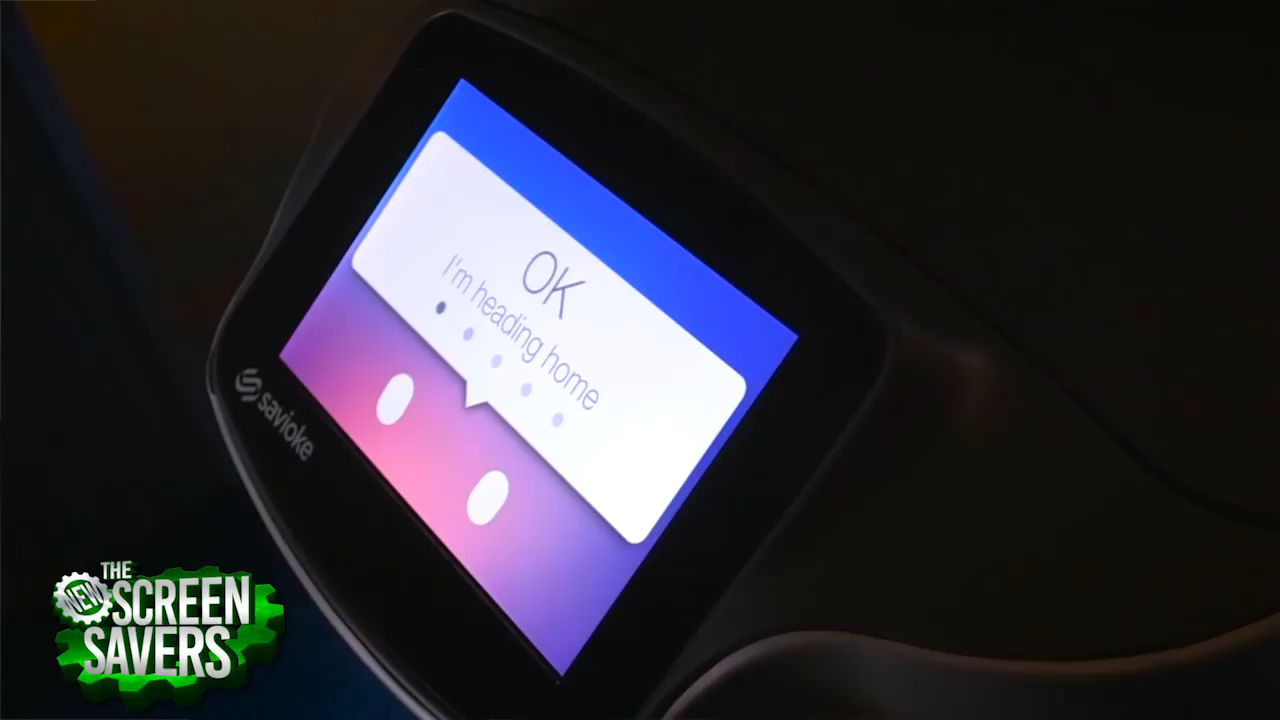 OK
I'm heading home
savioke
THE
NEW SCREEN
SAVERS